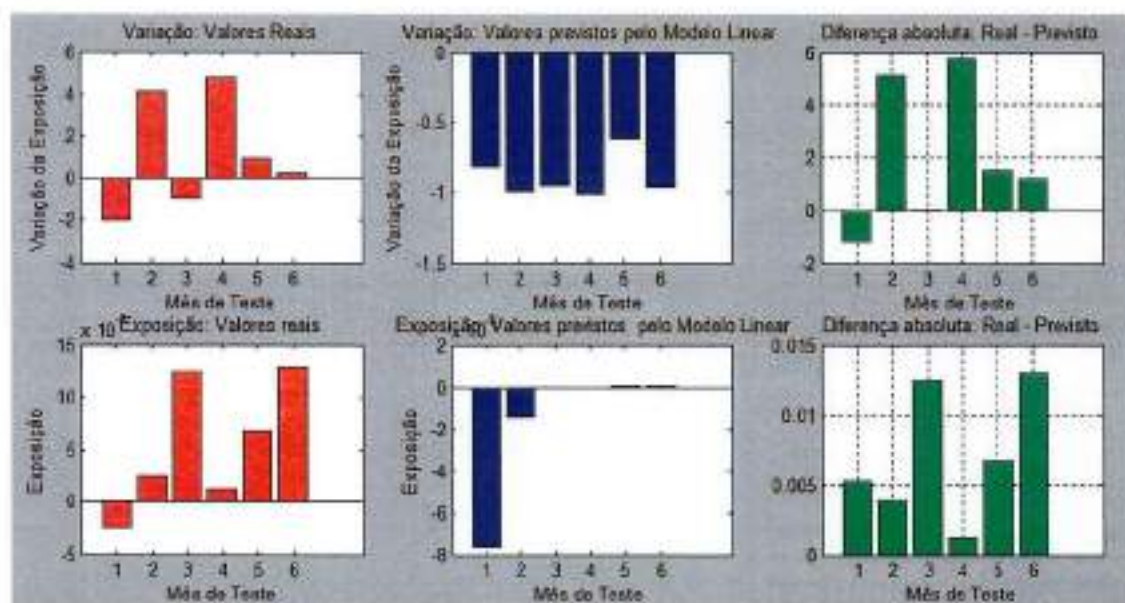 Variação: Valores Reais
Variação da Exposição
6
4
2
0
-2
-4
1 2 3 4 5 6
Mês de Teste
Variação: Valores previstos pelo Modelo Linear
Variação da Exposição
0
-0.5
-1
-1.5
1 2 3 4 5 6
Mês de Teste
Diferença absoluta: Real - Previsto
6
4
2
0
-2
1 2 3 4 5 6
Mês de Teste
x 10
Exposição: Valores reais
Exposição
15
10
5
0
-5
1 2 3 4 5 6
Mês de Teste
Exposição: Valores previstos pelo Modelo Linear
Exposição
2
0
-2
-4
-6
-8
1 2 3 4 5 6
Mês de Teste
Diferença absoluta: Real - Previsto
0.015
0.01
0.005
0
1 2 3 4 5 6
Mês de Teste